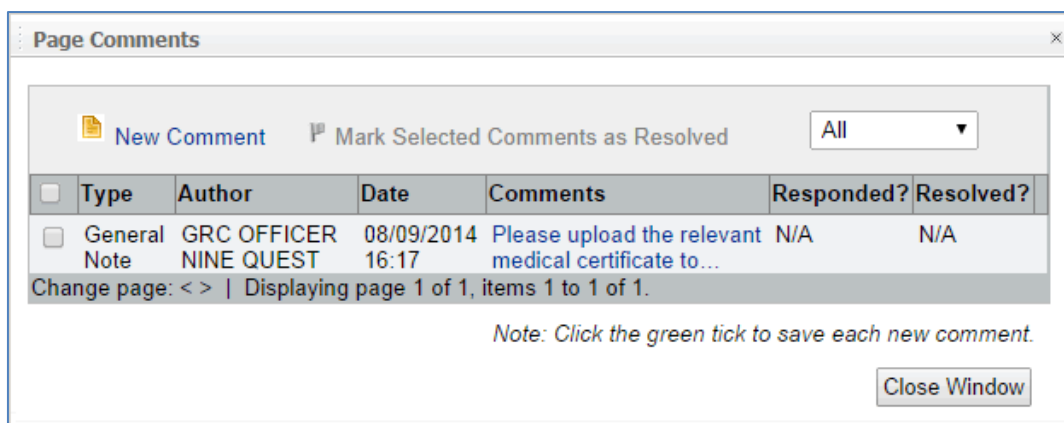 Page Comments
New Comment Mark Selected Comments as Resolved All
Type Author Date Comments Responded? Resolved?
General GRC OFFICER 08/09/2014 Please upload the relevant N/A N/A
Note NINE QUEST 16:17 medical certificate to...
Change page: < > | Displaying page 1 of 1, items 1 to 1 of 1.
Note: Click the green tick to save each new comment.
Close Window